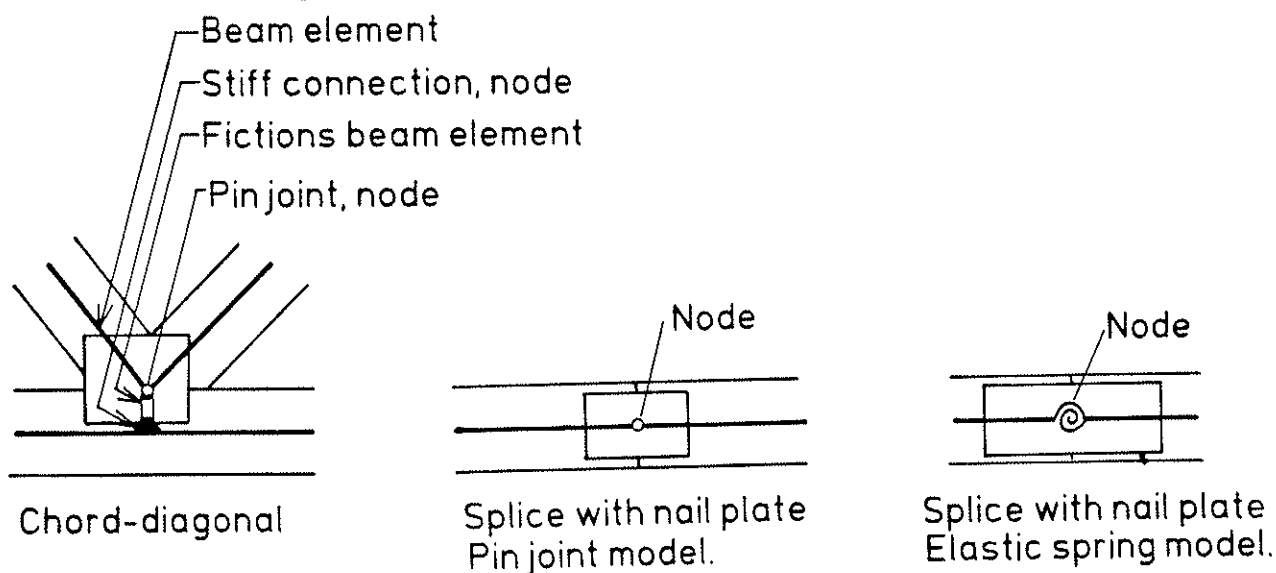 Beam element
Stiff connection, node
Fictions beam element
Pin joint, node
Node
Node
Chord-diagonal
Splice with nail plate
Pin joint model.
Splice with nail plate
Elastic spring model.